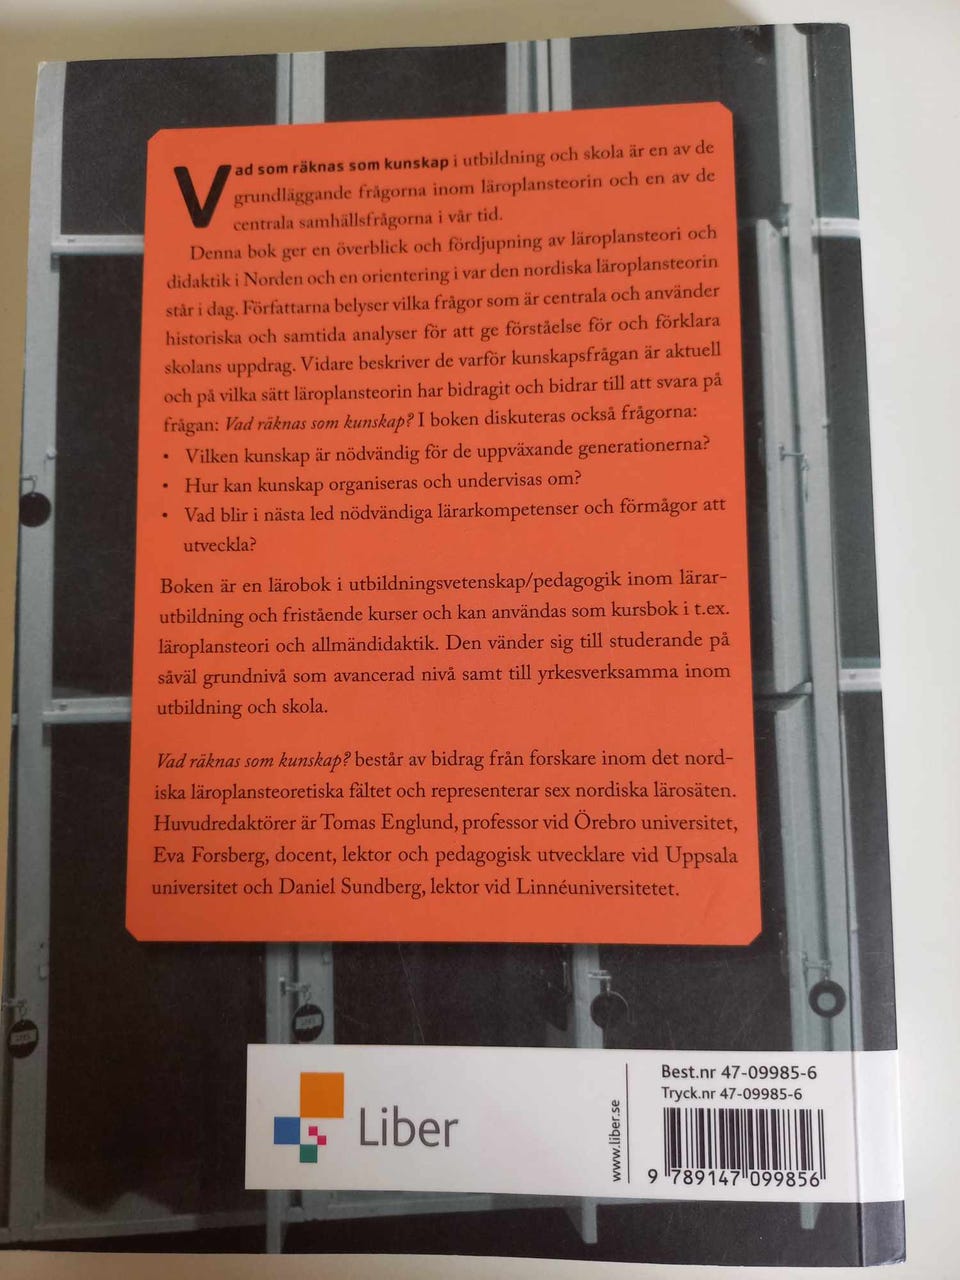 Vad som räknas som kunskap i utbildning och skola är en av de
grundläggande frågorna inom läroplansteorin och en av de
centrala samhällsfrågorna i vår tid.
Denna bok ger en överblick och fördjupning av läroplansteori och
didaktik i Norden och en orientering i var den nordiska läroplansteorin
står i dag. Författarna belyser vilka frågor som är centrala och använder
historiska och samtida analyser för att ge förståelse för och förklara
skolans uppdrag. Vidare beskriver de varför kunskapsfrågan är aktuell
och på vilka sätt läroplansteorin har bidragit och bidrar till att svara på
frågan: Vad räknas som kunskap? I boken diskuteras också frågorna:
• Vilken kunskap är nödvändig för de uppväxande generationerna?
• Hur kan kunskap organiseras och undervisas om?
• Vad blir i nästa led nödvändiga lärarkompetenser och förmågor att
utveckla?
Boken är en lärobok i utbildningsvetenskap/pedagogik inom lärar-
utbildning och fristående kurser och kan användas som kursbok i t.ex.
läroplansteori och allmändidaktik. Den vänder sig till studerande på
såväl grundnivå som avancerad nivå samt till yrkesverksamma inom
utbildning och skola.
Vad räknas som kunskap? består av bidrag från forskare inom det nord-
iska läroplansteoretiska fältet och representerar sex nordiska lärosäten.
Huvudredaktörer är Tomas Englund, professor vid Örebro universitet,
Eva Forsberg, docent, lektor och pedagogisk utvecklare vid Uppsala
universitet och Daniel Sundberg, lektor vid Linnéuniversitetet.
Liber
www.liber.se
Best.nr 47-09985-6
Tryck.nr 47-09985-6
9 789147 099856